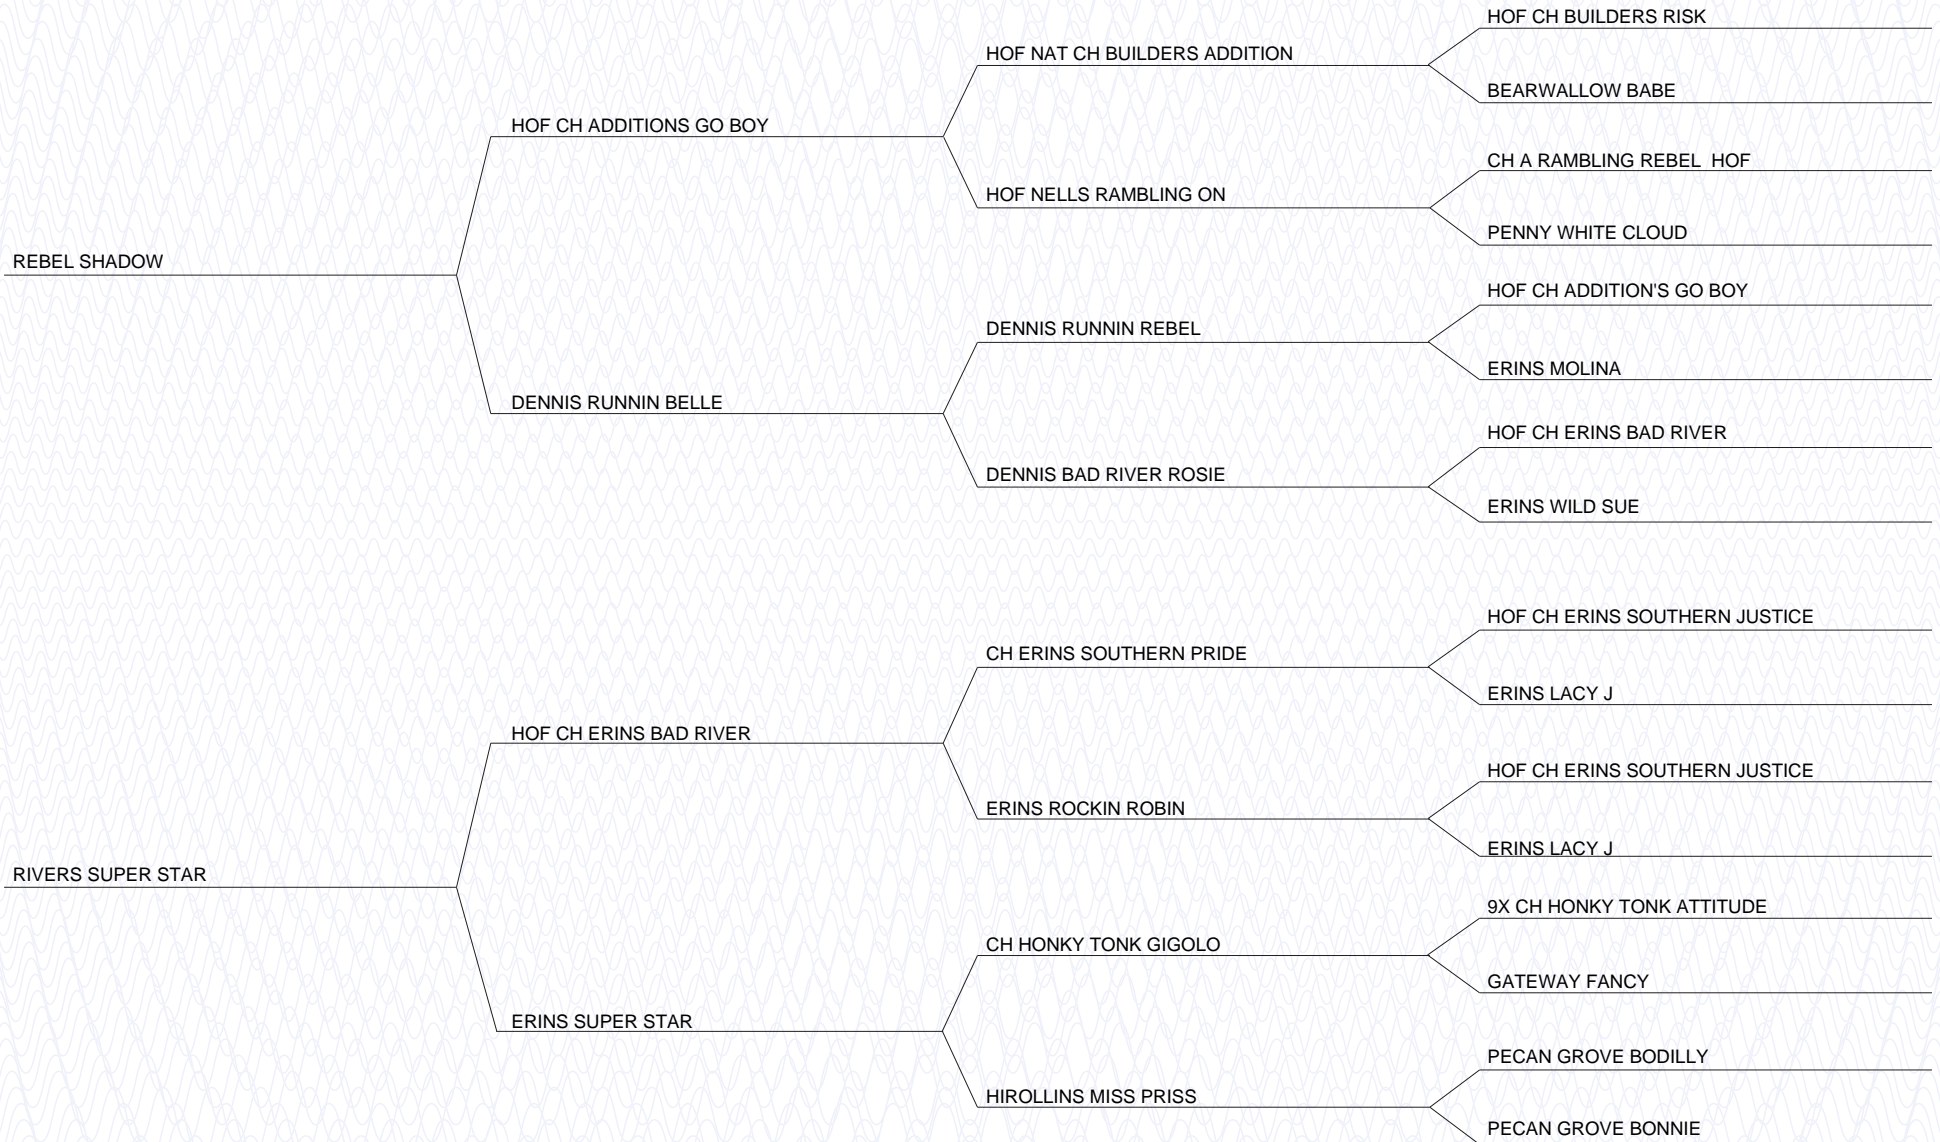 HOF CH BUILDERS RISK
HOF NAT CH BUILDERS ADDITION
BEARWALLOW BABE
HOF CH ADDITIONS GO BOY
CH A RAMBLING REBEL  HOF
HOF NELLS RAMBLING ON
PENNY WHITE CLOUD
REBEL SHADOW
HOF CH ADDITION'S GO BOY
DENNIS RUNNIN REBEL
ERINS MOLINA
DENNIS RUNNIN BELLE
HOF CH ERINS BAD RIVER
DENNIS BAD RIVER ROSIE
ERINS WILD SUE
HOF CH ERINS SOUTHERN JUSTICE
CH ERINS SOUTHERN PRIDE
ERINS LACY J
HOF CH ERINS BAD RIVER
HOF CH ERINS SOUTHERN JUSTICE
ERINS ROCKIN ROBIN
ERINS LACY J
RIVERS SUPER STAR
9X CH HONKY TONK ATTITUDE
CH HONKY TONK GIGOLO
GATEWAY FANCY
ERINS SUPER STAR
PECAN GROVE BODILLY
HIROLLINS MISS PRISS
PECAN GROVE BONNIE